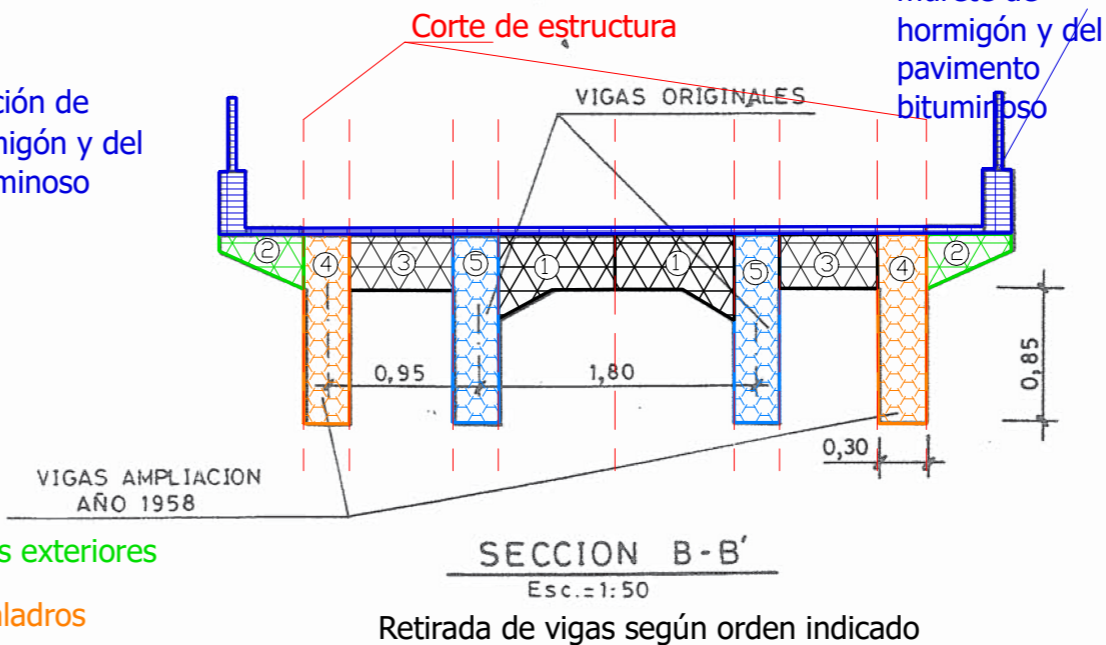 Corte de estructura
hormigón y del
pavimento
bituminoso
VIGAS ORIGINALES
ción de
migón y del
uminoso
2 4 3 5 1 1 5 3 4 2
0,95 1,80
0,85
0,30
VIGAS AMPLIACION
AÑO 1958
s exteriores
aladros
SECCION B-B'
Esc.=1:50
Retirada de vigas según orden indicado